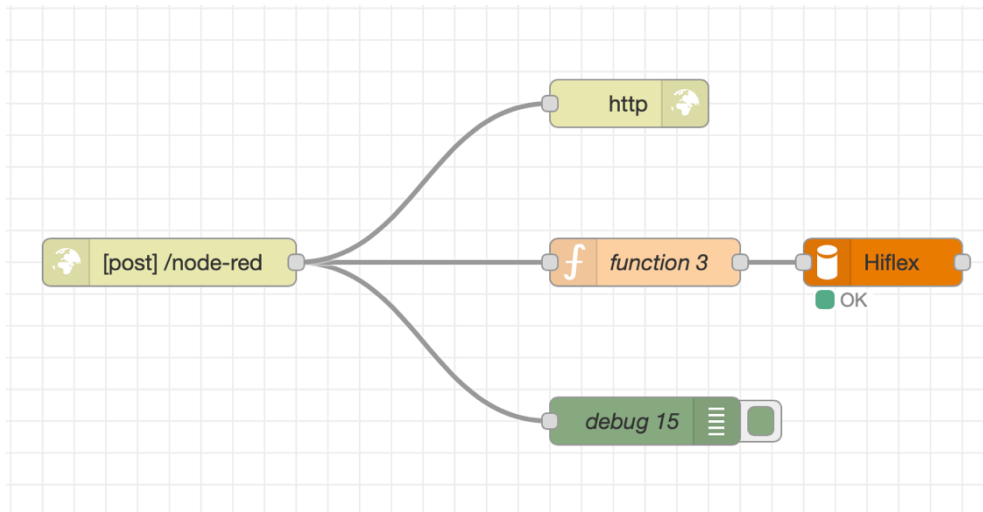 http
[post] /node-red
function 3
Hiflex
OK
debug 15